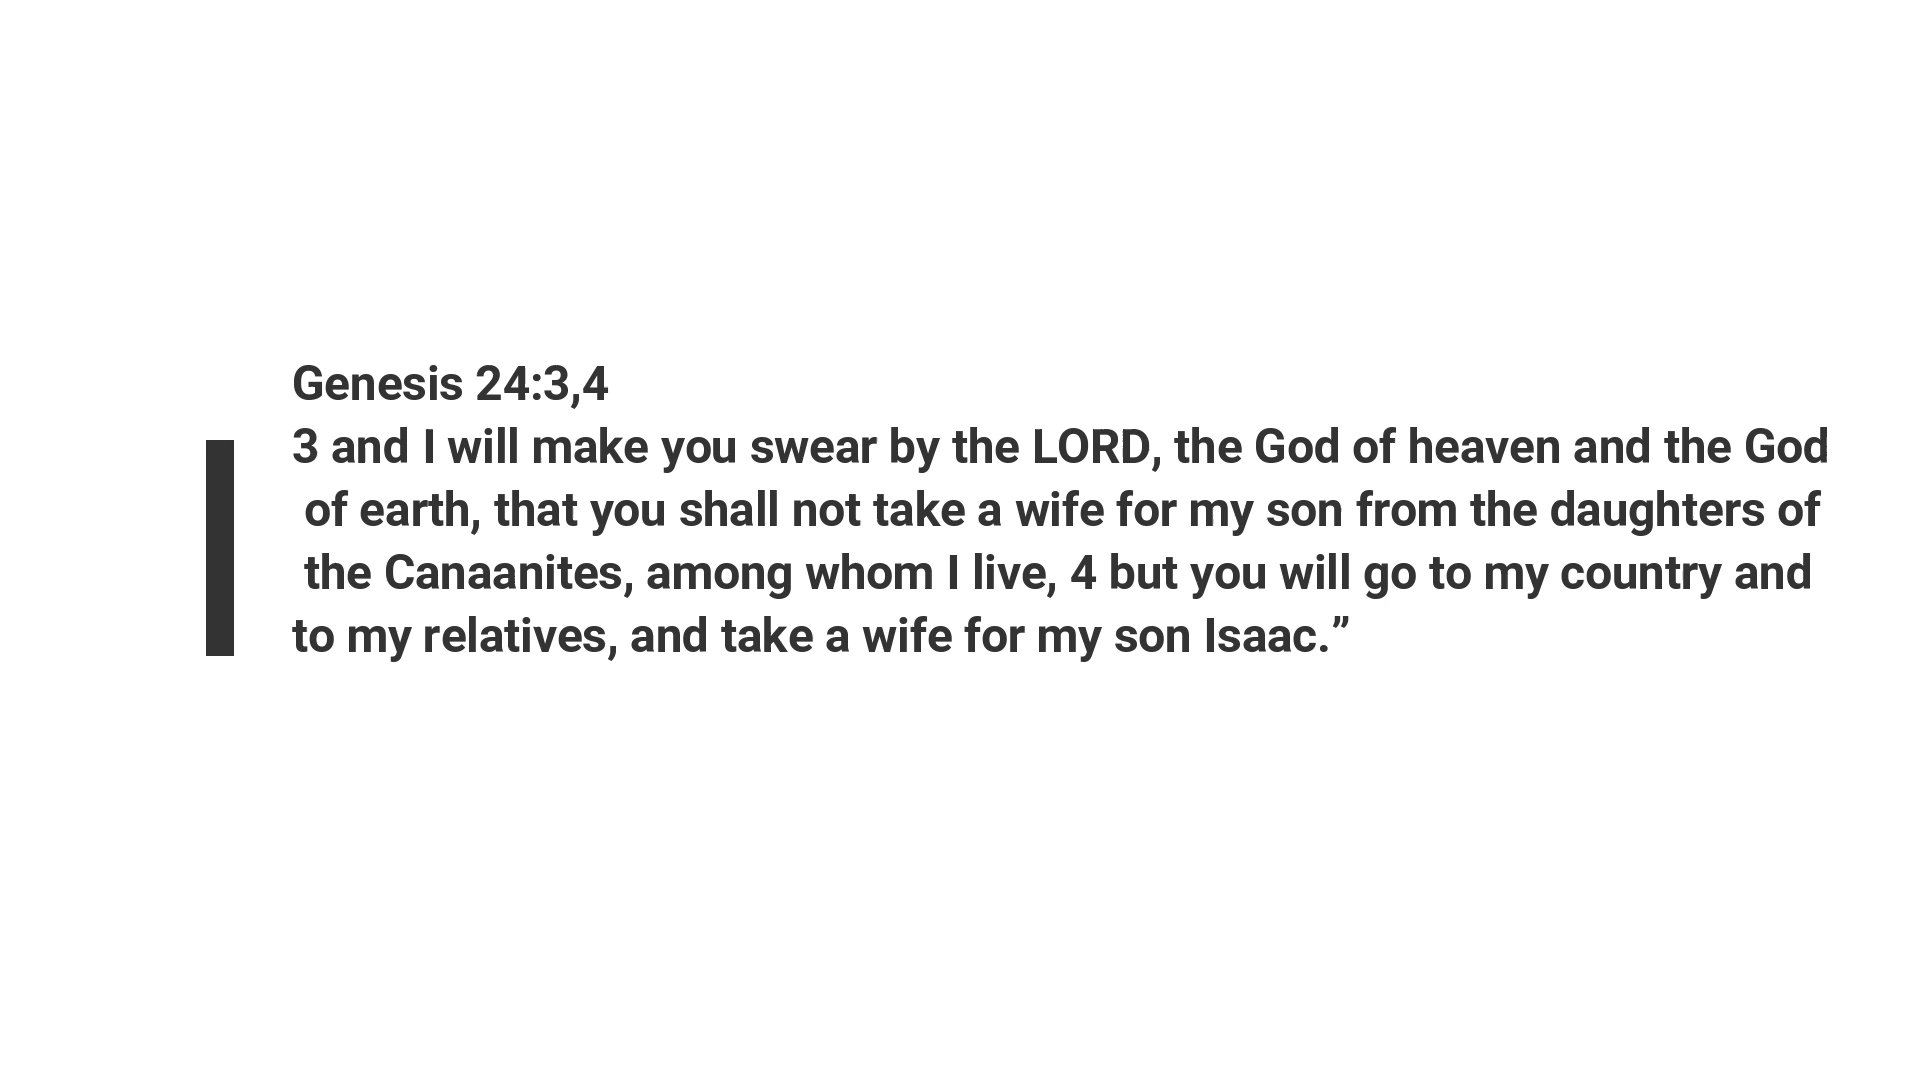 Genesis 24:3,4
3 and I will make you swear by the LORD, the God of heaven and the God
of earth, that you shall not take a wife for my son from the daughters of
the Canaanites, among whom I live, 4 but you will go to my country and
to my relatives, and take a wife for my son Isaac.”